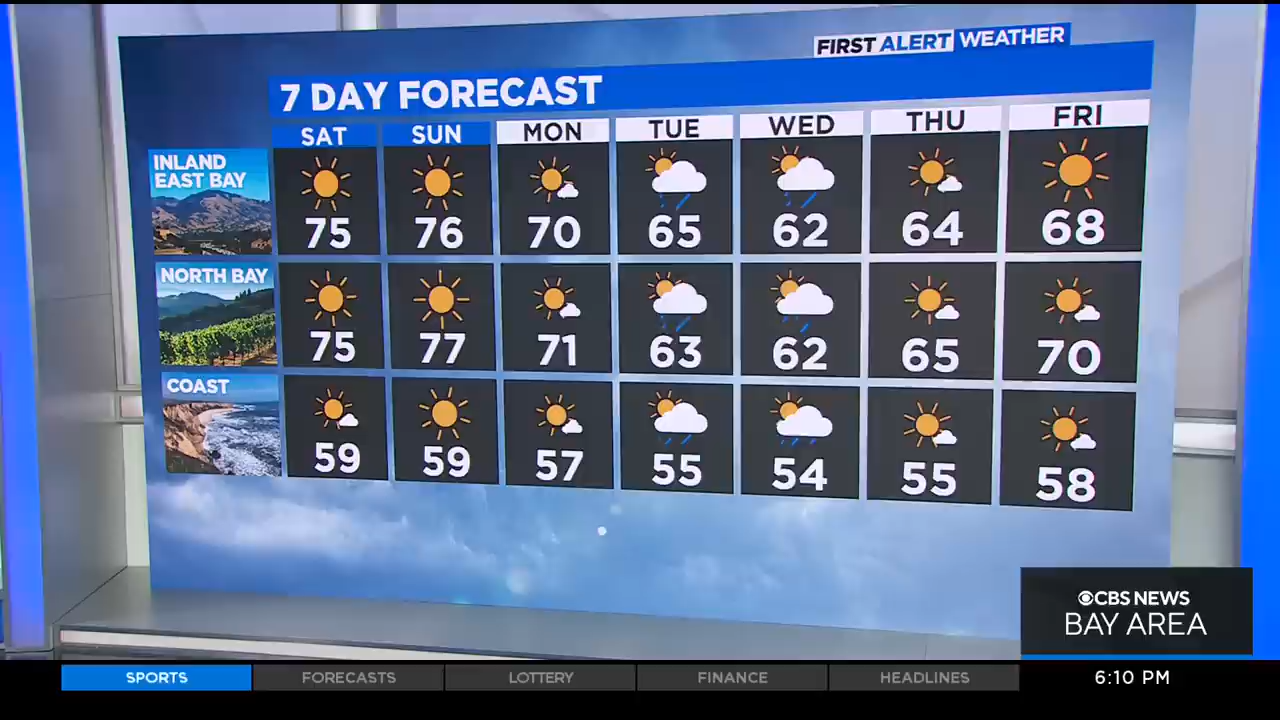 FIRST ALERT WEATHER
7 DAY FORECAST
SAT SUN MON TUE WED THU FRI
INLAND
EAST BAY
75 76 70 65 62 64 68
NORTH BAY
75 77 71 63 62 65 70
COAST
59 59 57 55 54 55 58
CBS NEWS
BAY AREA
SPORTS FORECASTS LOTTERY FINANCE HEADLINES 6:10 PM